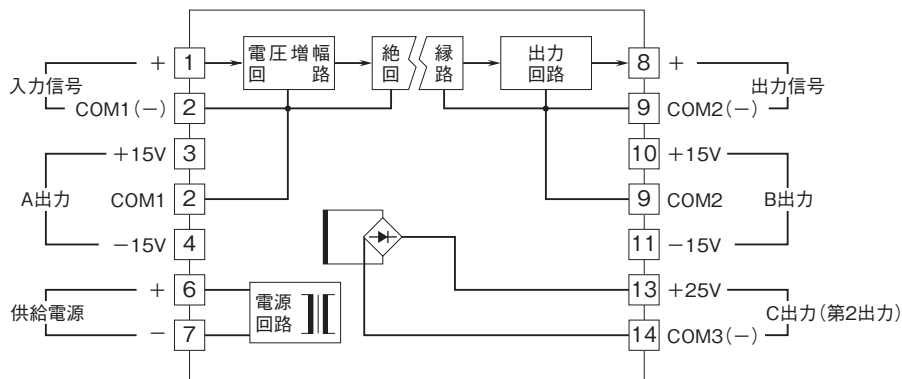 入力信号
+
1
COM1(−)
2
電圧増幅
回路
絶縁
回路
出力
回路
8
+
9
COM2(−)
出力信号
A出力
+15V
3
COM1
2
−15V
4
10
+15V
9
COM2
11
−15V
B出力
供給電源
+
6
−
7
電源
回路
13
+25V
14
COM3(−)
C出力(第2出力)